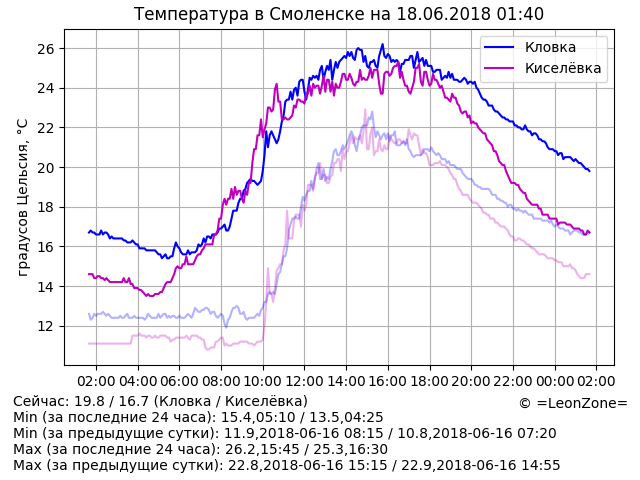 Температура в Смоленске на 18.06.2018 01:40
градусов Цельсия, °C
26
24
22
20
18
16
14
12
Кловка
Киселёвка
02:00 04:00 06:00 08:00 10:00 12:00 14:00 16:00 18:00 20:00 22:00 00:00 02:00
Сейчас: 19.8 / 16.7 (Кловка / Киселёвка)
© =LeonZone=
Min (за последние 24 часа): 15.4,05:10 / 13.5,04:25
Min (за предыдущие сутки): 11.9,2018-06-16 08:15 / 10.8,2018-06-16 07:20
Max (за последние 24 часа): 26.2,15:45 / 25.3,16:30
Max (за предыдущие сутки): 22.8,2018-06-16 15:15 / 22.9,2018-06-16 14:55